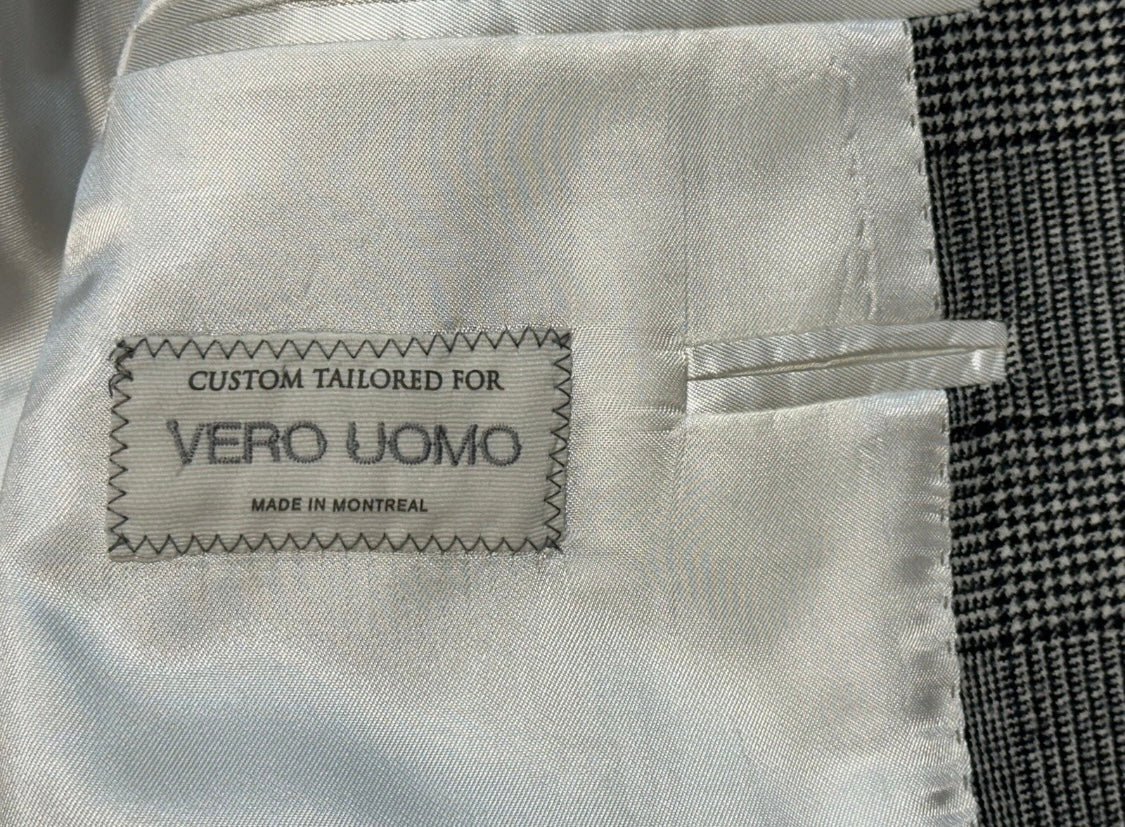 CUSTOM TAILORED FOR
VERO UOMO
MADE IN MONTREAL